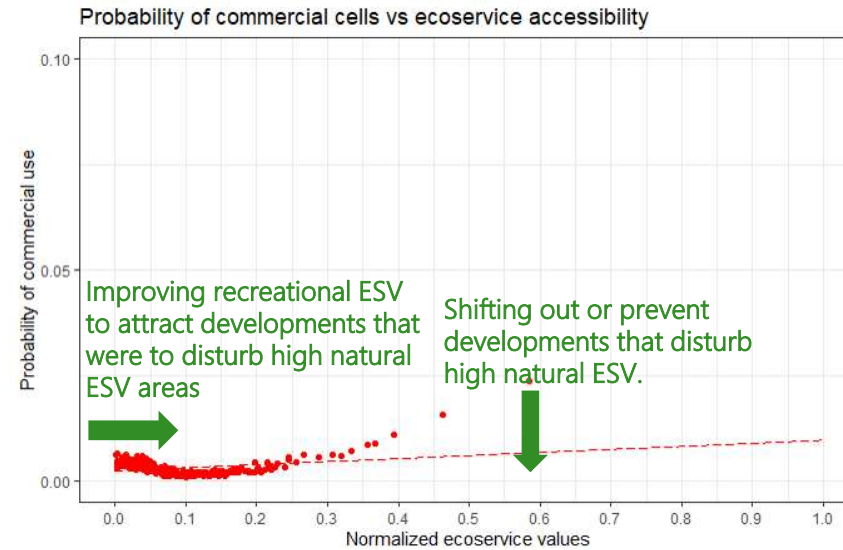 Probability of commercial cells vs ecoservice accessibility
0.10
0.05
0.00
Probability of commercial use
Improving recreational ESV
to attract developments that
were to disturb high natural
ESV areas
Shifting out or prevent
developments that disturb
high natural ESV.
0.0 0.1 0.2 0.3 0.4 0.5 0.6 0.7 0.8 0.9 1.0
Normalized ecoservice values